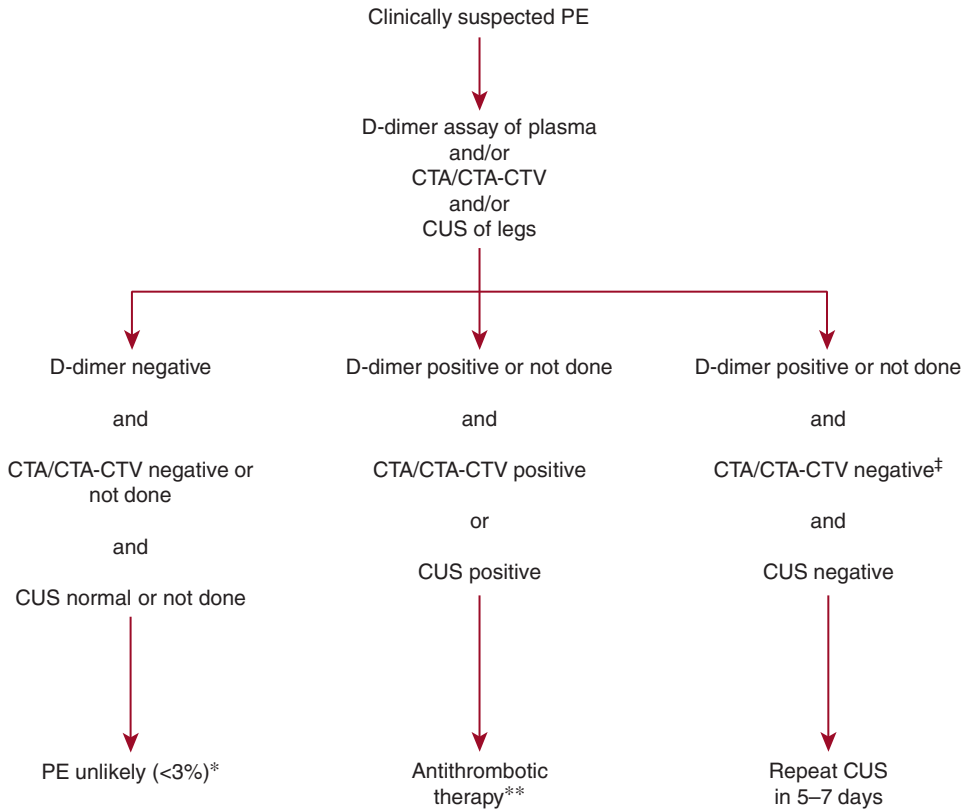 Clinically suspected PE
D-dimer assay of plasma
and/or
CTA/CTA-CTV
and/or
CUS of legs
D-dimer negative
and
CTA/CTA-CTV negative or
not done
and
CUS normal or not done
PE unlikely (<3%)*
D-dimer positive or not done
and
CTA/CTA-CTV positive
or
CUS positive
Antithrombotic
therapy**
D-dimer positive or not done
and
CTA/CTA-CTV negative‡
and
CUS negative
Repeat CUS
in 5–7 days